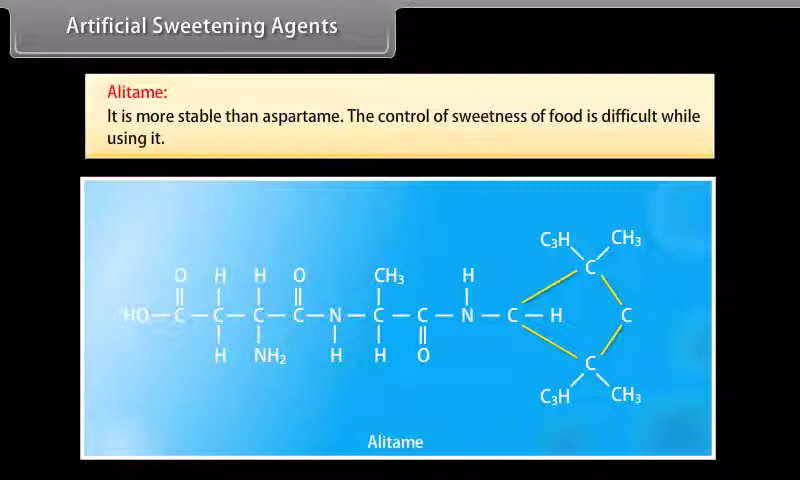 Artificial Sweetening Agents
Alitame:
It is more stable than aspartame. The control of sweetness of food is difficult while
using it.
C₃H CH₃
O H H O CH₃ H C
HO C C C C N C C N C H C
H NH₂ H H O C
C₃H CH₃
Alitame